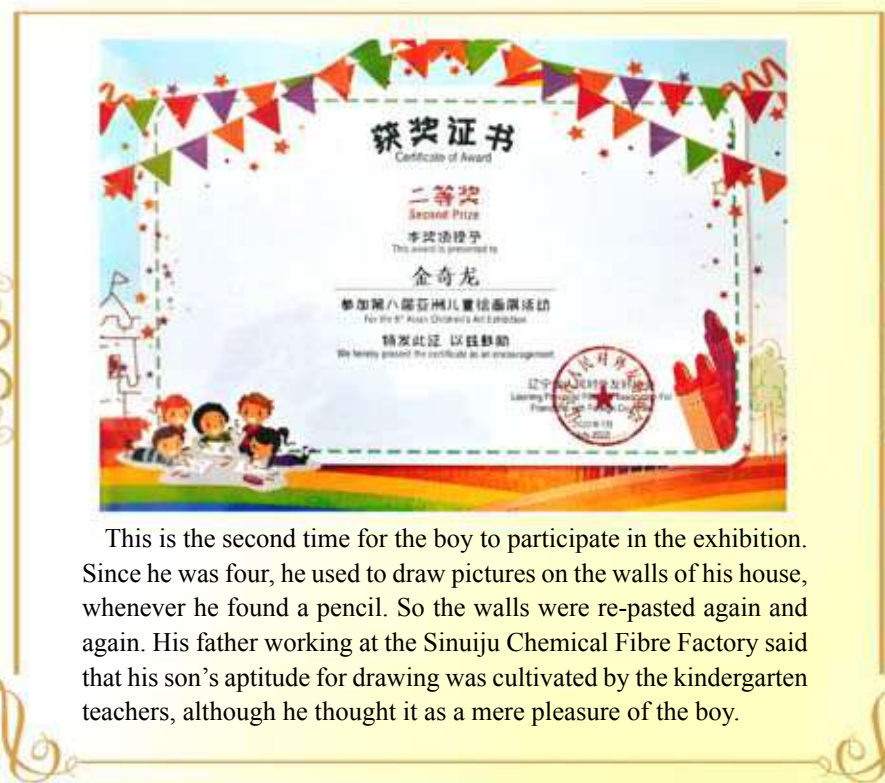 获奖证书
Certificate of Award
二等奖
Second Prize
本奖颁授予
This award is presented to
金奇龙
参加第八届亚洲儿童绘画展活动
For the 8th Asian Children's Art Exhibition
特发此证 以兹鼓励
We hereby present the certificate as an encouragement
This is the second time for the boy to participate in the exhibition.
Since he was four, he used to draw pictures on the walls of his house,
whenever he found a pencil. So the walls were re-pasted again and
again. His father working at the Sinuiju Chemical Fibre Factory said
that his son's aptitude for drawing was cultivated by the kindergarten
teachers, although he thought it as a mere pleasure of the boy.